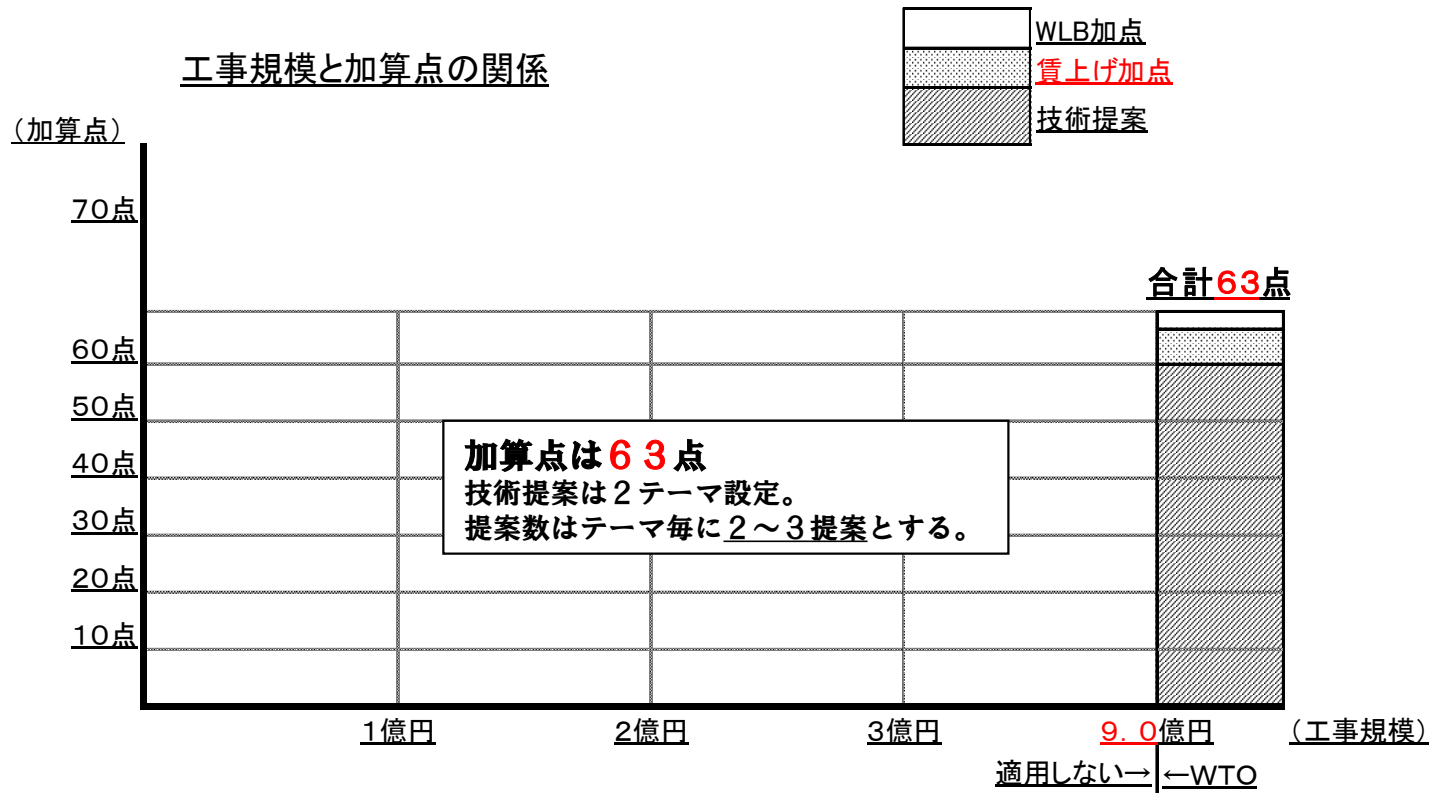 工事規模と加算点の関係
WLB加点
賃上げ加点
技術提案
（加算点）
70点
60点
50点
40点
30点
20点
10点
合計63点
加算点は６３点
技術提案は２テーマ設定。
提案数はテーマ毎に２～３提案とする。
1億円
2億円
3億円
９．０億円
（工事規模）
適用しない→
←WTO